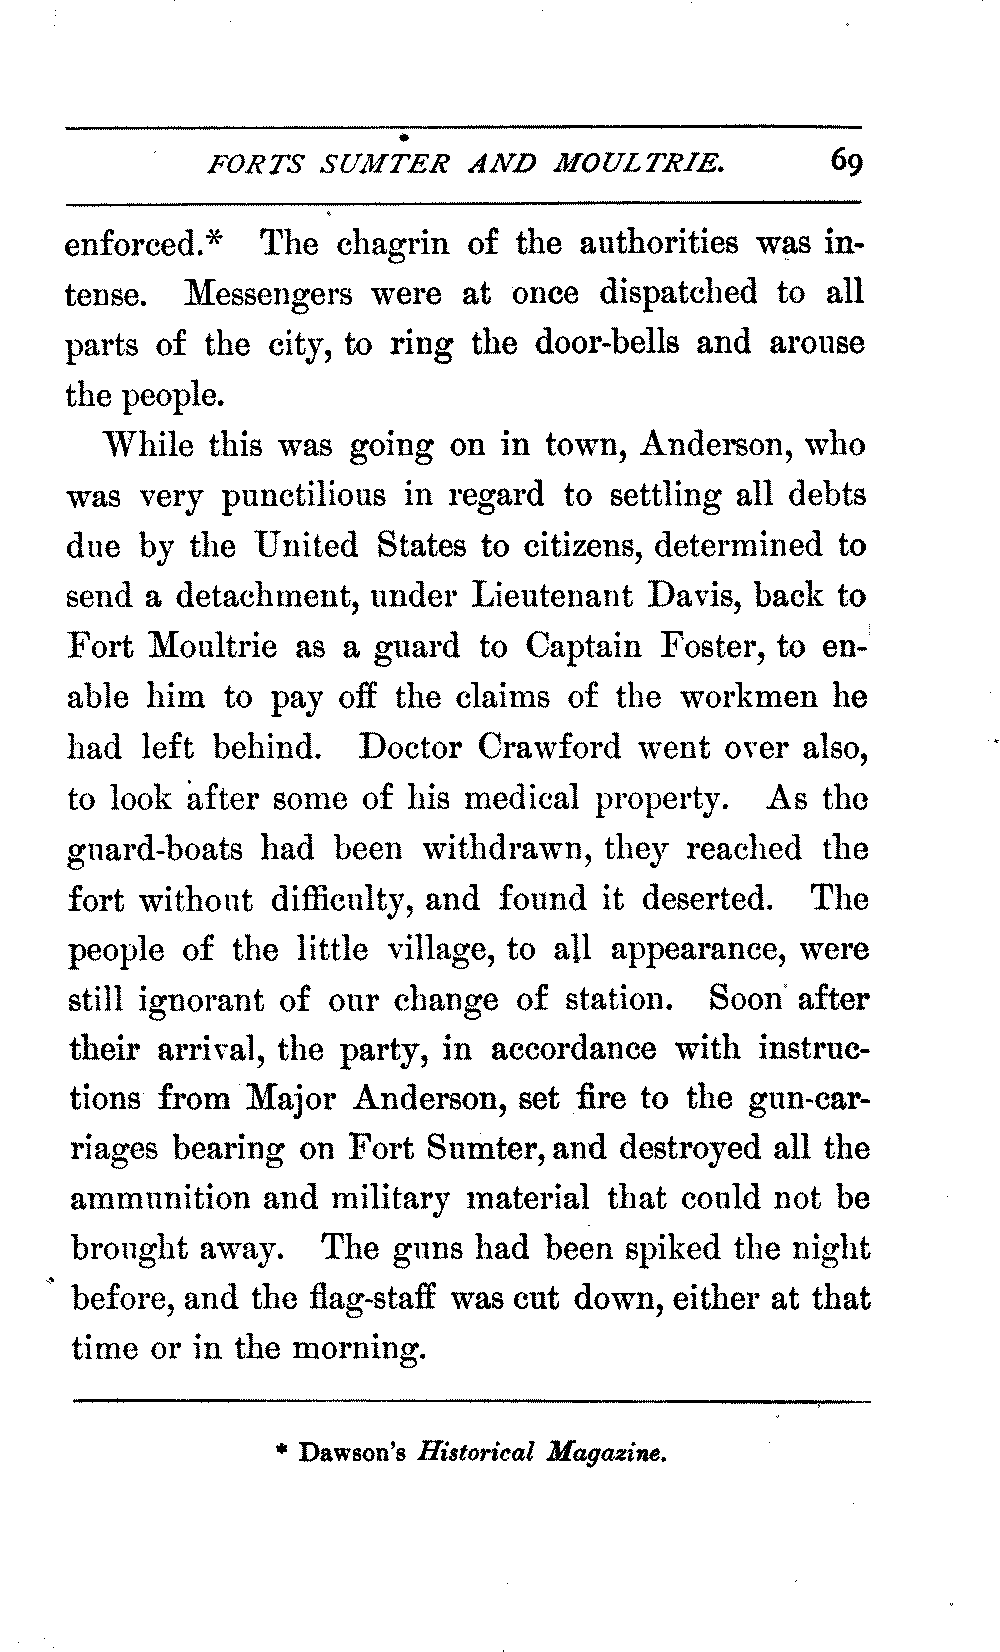 FORTS SUMTER AND MOULTRIE. 69
enforced.* The chagrin of the authorities was in-
tense. Messengers were at once dispatched to all
parts of the city, to ring the door-bells and arouse
the people.
While this was going on in town, Anderson, who
was very punctilious in regard to settling all debts
due by the United States to citizens, determined to
send a detachment, under Lieutenant Davis, back to
Fort Moultrie as a guard to Captain Foster, to en-
able him to pay off the claims of the workmen he
had left behind. Doctor Crawford went over also,
to look after some of his medical property. As the
guard-boats had been withdrawn, they reached the
fort without difficulty, and found it deserted. The
people of the little village, to all appearance, were
still ignorant of our change of station. Soon after
their arrival, the party, in accordance with instruc-
tions from Major Anderson, set fire to the gun-car-
riages bearing on Fort Sumter, and destroyed all the
ammunition and military material that could not be
brought away. The guns had been spiked the night
before, and the flag-staff was cut down, either at that
time or in the morning.
* Dawson's Historical Magazine.